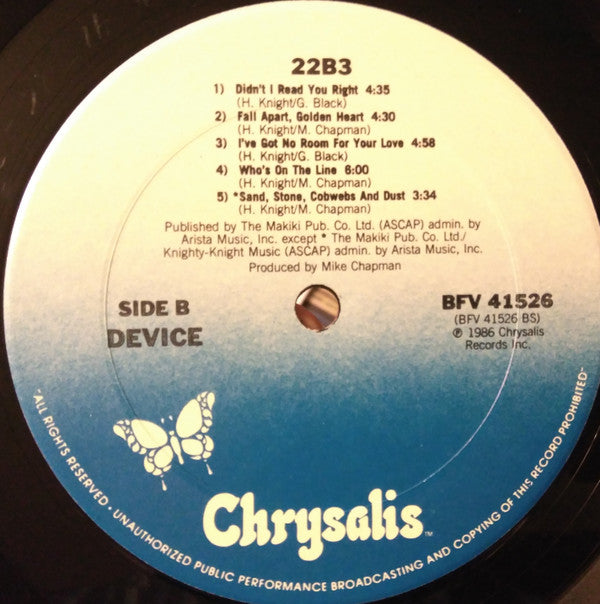 22B3
1) Didn't I Read You Right 4:35
(H. Knight/G. Black)
2) Fall Apart, Golden Heart 4:30
(H. Knight/M. Chapman)
3) I've Got No Room For Your Love 4:58
(H. Knight/G. Black)
4) Who's On The Line 6:00
(H. Knight/M. Chapman)
5) *Sand, Stone, Cobwebs And Dust 3:34
(H. Knight/M. Chapman)
Published by The Makiki Pub. Co. Ltd. (ASCAP) admin. by
Arista Music, Inc. except * The Makiki Pub. Co. Ltd./
Knighty-Knight Music (ASCAP) admin. by Arista Music, Inc.
Produced by Mike Chapman
SIDE B
DEVICE
BFV 41526
(BFV 41526 BS)
℗ 1986 Chrysalis
Records Inc.
Chrysalis™
"ALL RIGHTS RESERVED · UNAUTHORIZED PUBLIC PERFORMANCE BROADCASTING AND COPYING OF THIS RECORD PROHIBITED"